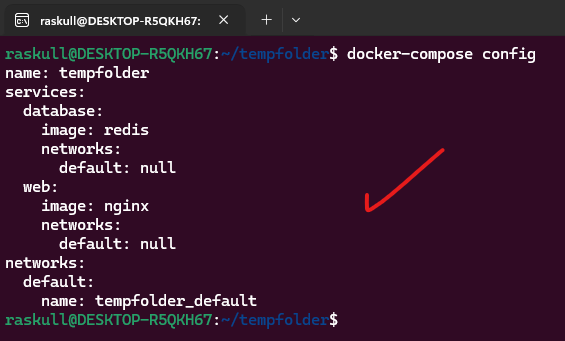 raskull@DESKTOP-R5QKH67:
raskull@DESKTOP-R5QKH67:~/tempfolder$ docker-compose config
name: tempfolder
services:
  database:
    image: redis
    networks:
      default: null
  web:
    image: nginx
    networks:
      default: null
networks:
  default:
    name: tempfolder_default
raskull@DESKTOP-R5QKH67:~/tempfolder$